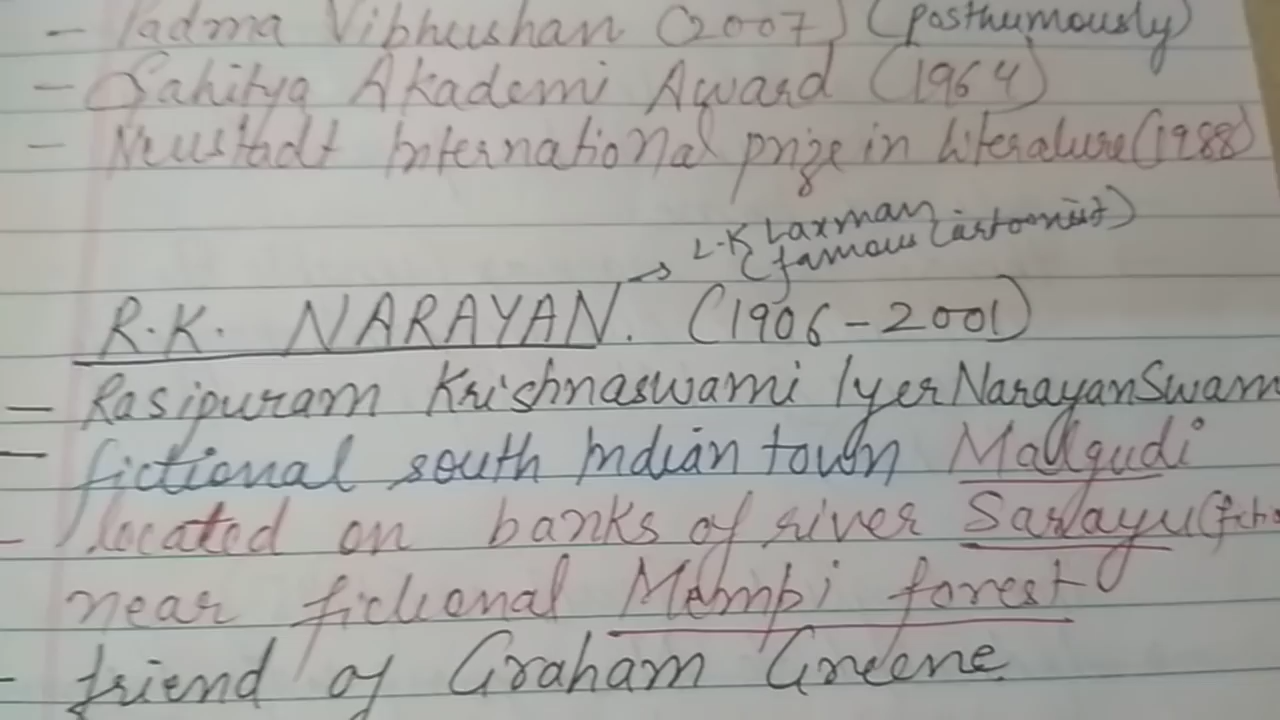 - Padma Vibhushan (2007) (posthumously)
- Sahitya Akademi Award (1964)
- Neustadt International prize in literature (1988)
→ L.K Laxman
(famous Cartoonist)
R.K. NARAYAN. (1906-2001)
- Rasipuram Krishnaswami Iyer NarayanSwam
- fictional south Indian town Mallgudi
- located on banks of river Sarayu
near fictional Mempi forest
- friend of Graham Greene